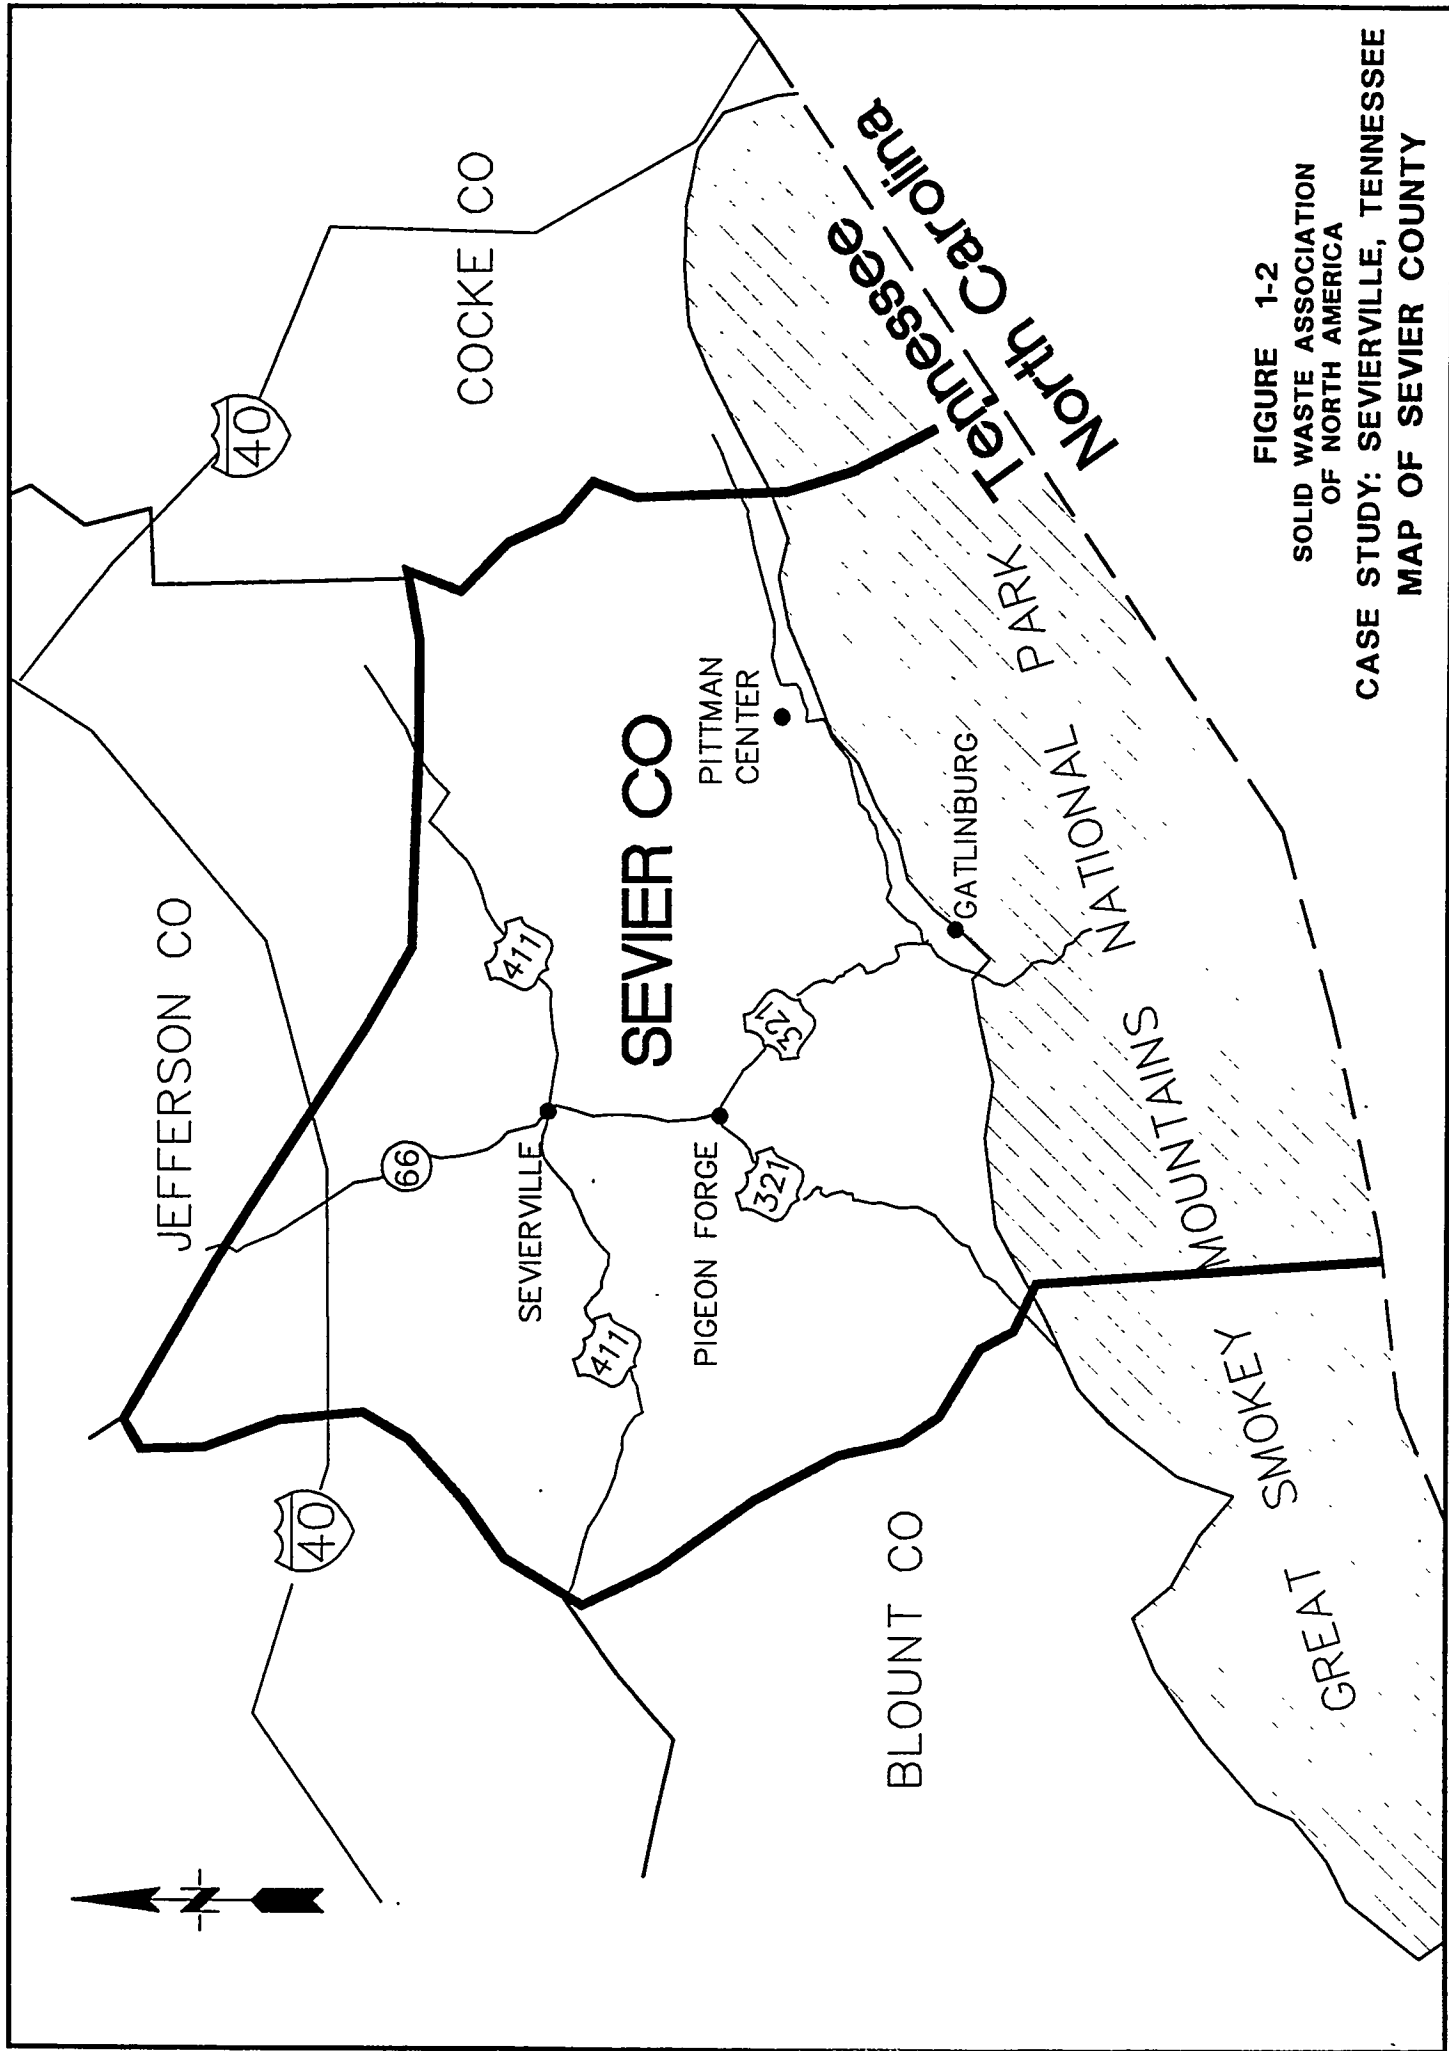 JEFFERSON CO
40
COCKE CO
40
66
411
SEVIERVILLE
SEVIER CO
411
PITTMAN
CENTER
PIGEON FORGE
321
321
GATLINBURG
BLOUNT CO
GREAT SMOKEY MOUNTAINS NATIONAL PARK
Tennessee
North Carolina
N
FIGURE 1-2
SOLID WASTE ASSOCIATION
OF NORTH AMERICA
CASE STUDY: SEVIERVILLE, TENNESSEE
MAP OF SEVIER COUNTY